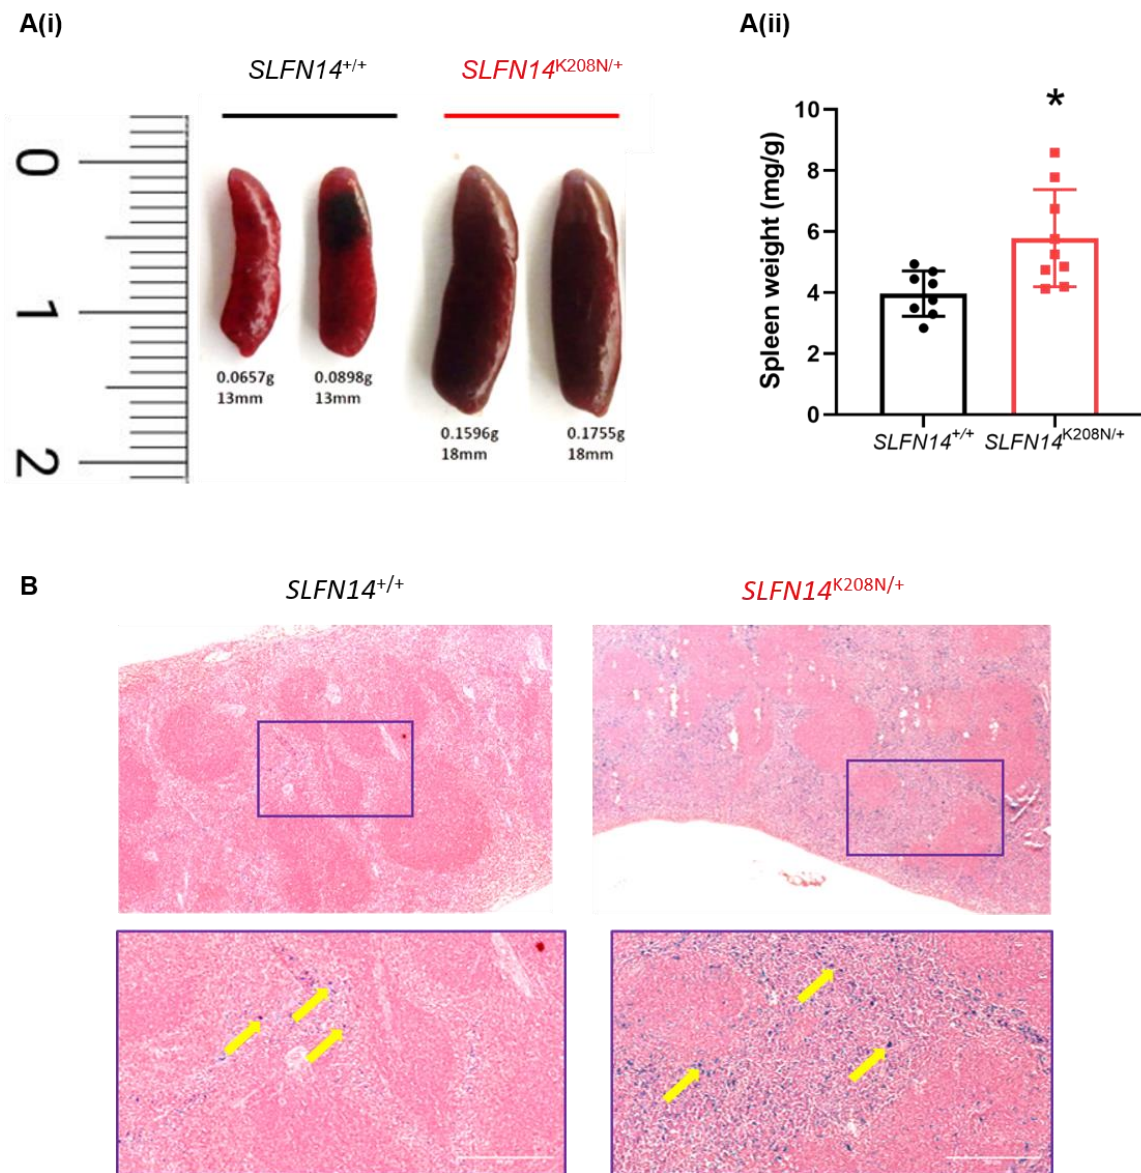 A(i)
SLFN14+/+
SLFN14K208N/+
0
1
2
0.0657g
13mm
0.0898g
13mm
0.1596g
18mm
0.1755g
18mm
A(ii)
*
Spleen weight (mg/g)
10
8
6
4
2
0
SLFN14+/+
SLFN14K208N/+
B
SLFN14+/+
SLFN14K208N/+